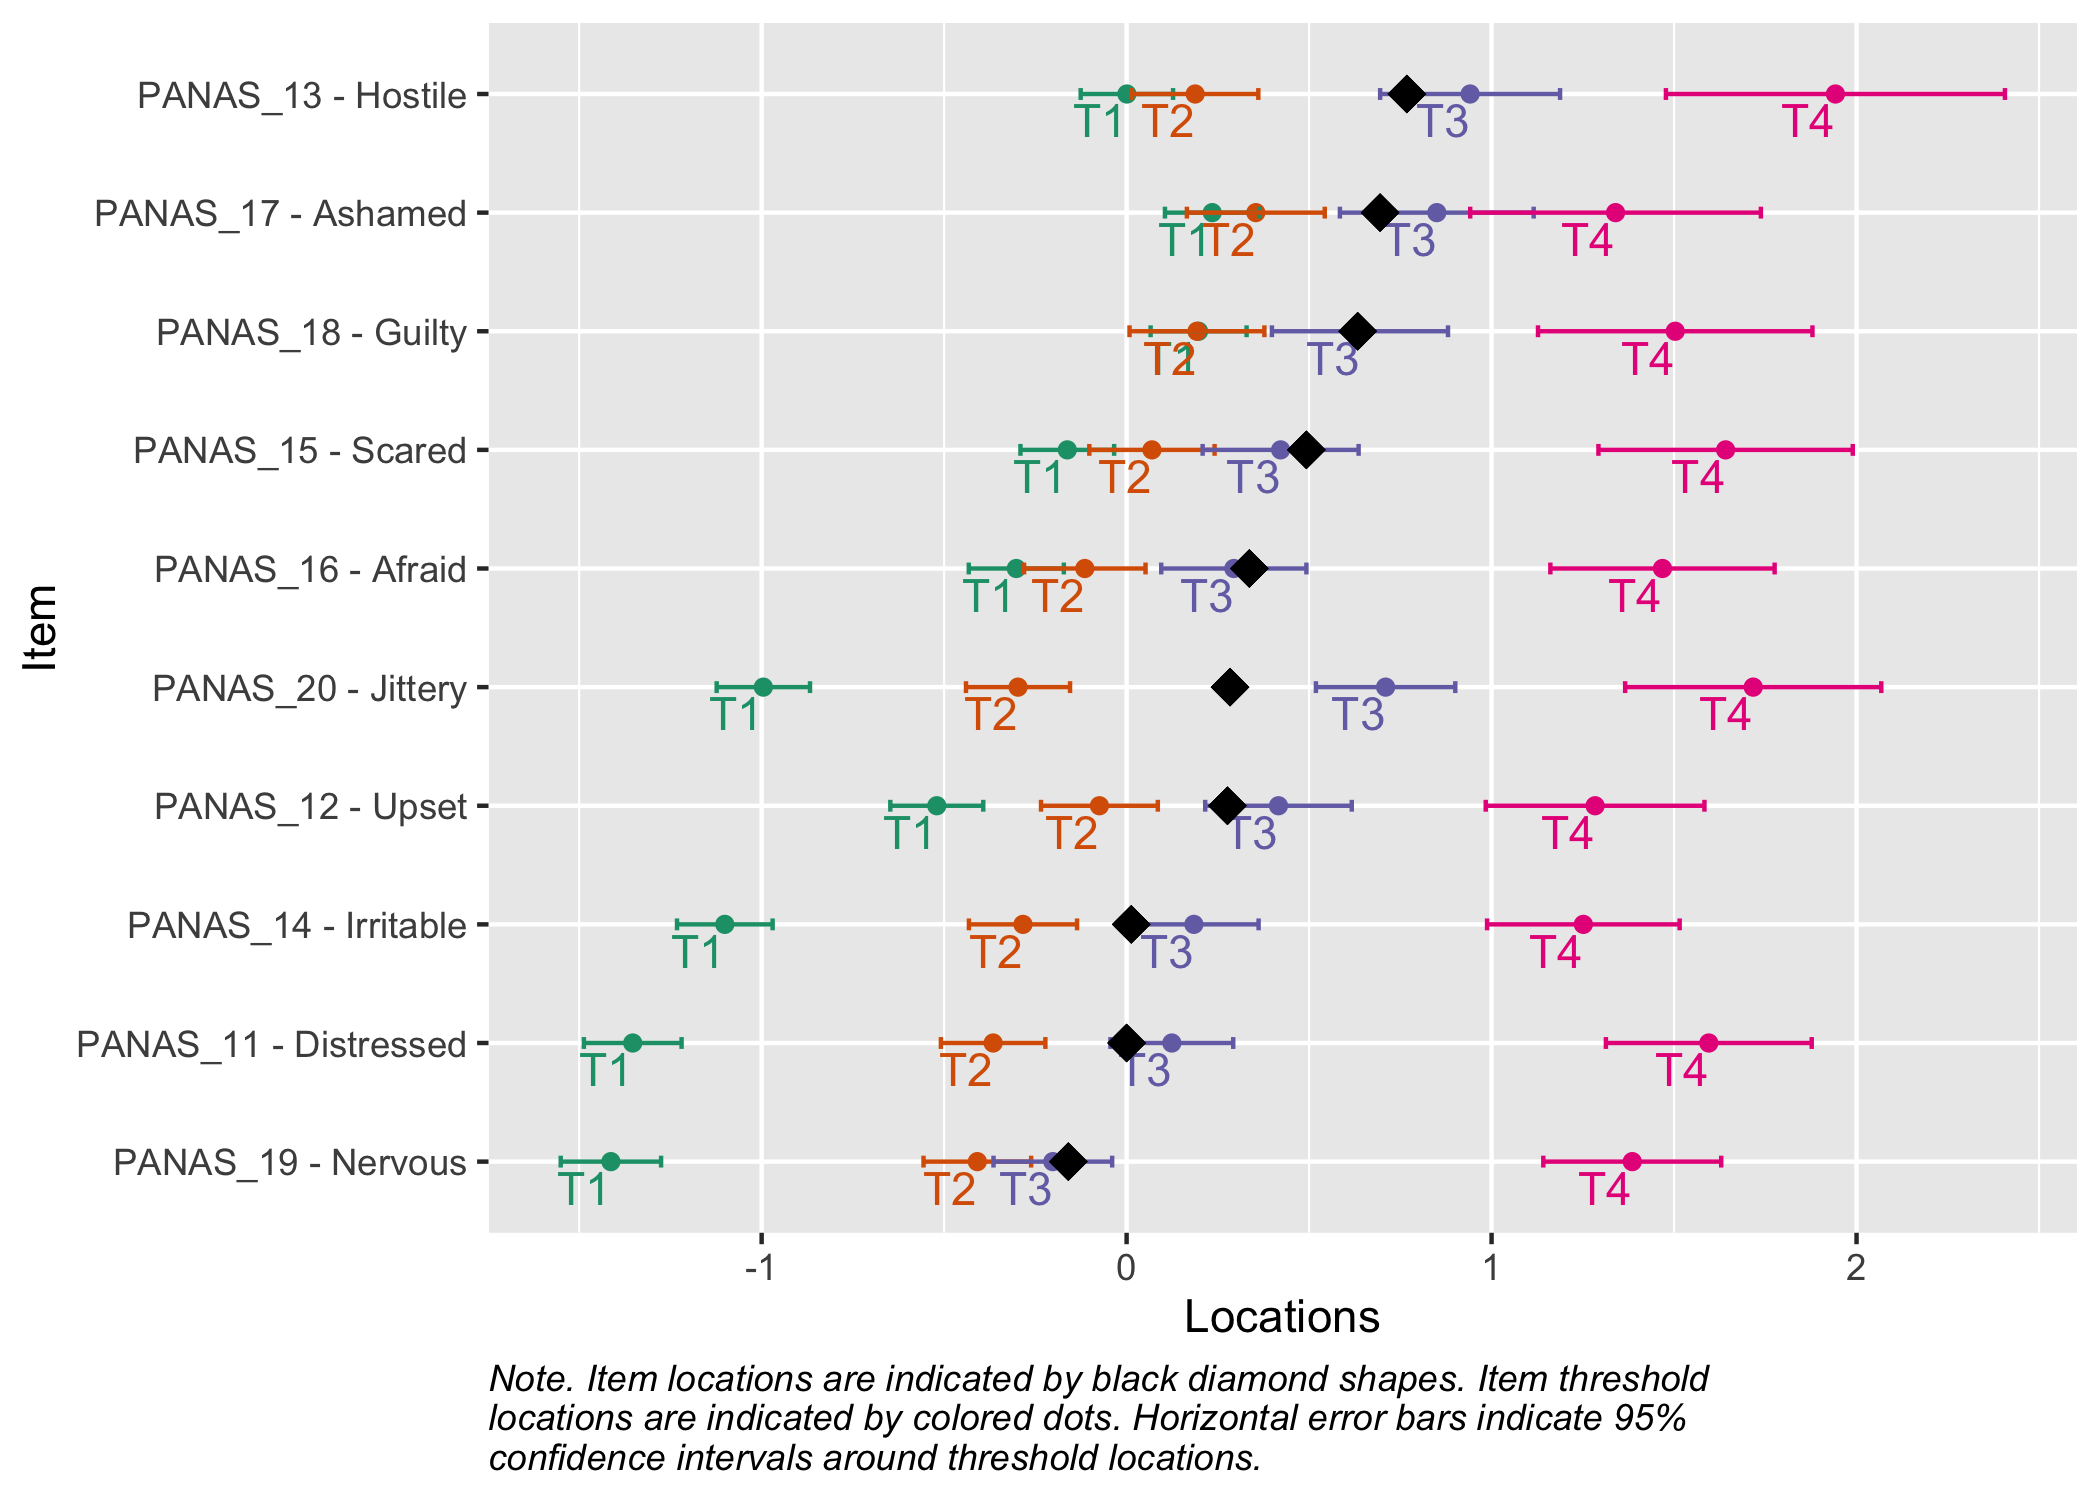 PANAS_13 - Hostile
T1 T2 T3 T4
PANAS_17 - Ashamed
T1 T2 T3 T4
PANAS_18 - Guilty
T1 T2 T3 T4
PANAS_15 - Scared
T1 T2 T3 T4
PANAS_16 - Afraid
T1 T2 T3 T4
PANAS_20 - Jittery
T1 T2 T3 T4
PANAS_12 - Upset
T1 T2 T3 T4
PANAS_14 - Irritable
T1 T2 T3 T4
PANAS_11 - Distressed
T1 T2 T3 T4
PANAS_19 - Nervous
T1 T2 T3 T4
Item
-1 0 1 2
Locations
Note. Item locations are indicated by black diamond shapes. Item threshold
locations are indicated by colored dots. Horizontal error bars indicate 95%
confidence intervals around threshold locations.